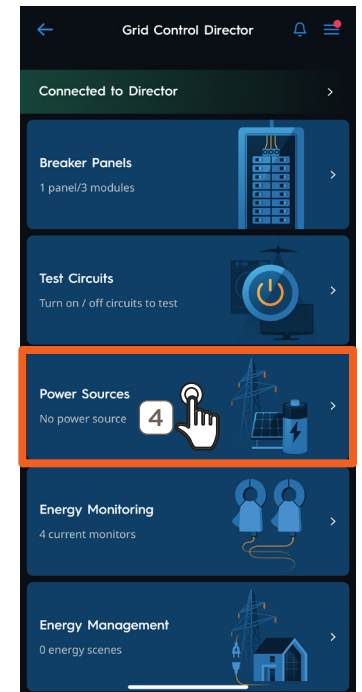 Grid Control Director
Connected to Director
Breaker Panels
1 panel/3 modules
Test Circuits
Turn on / off circuits to test
Power Sources
No power source
4
Energy Monitoring
4 current monitors
Energy Management
0 energy scenes